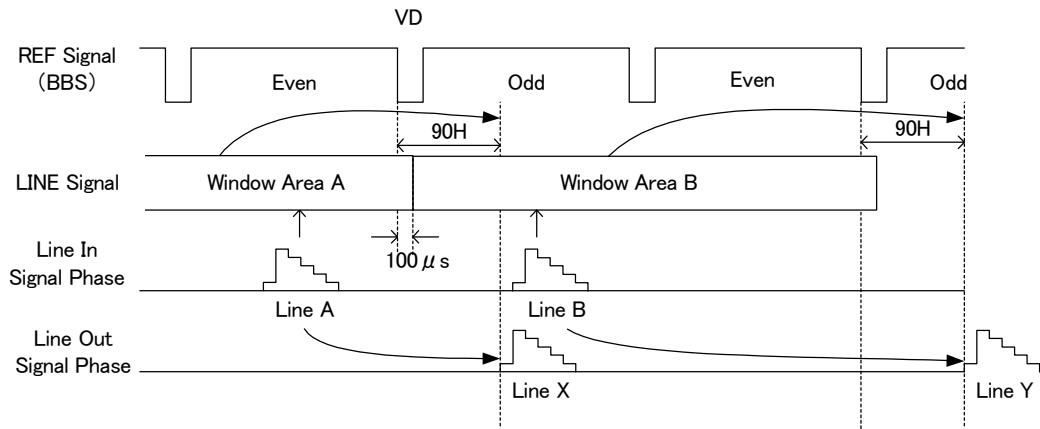 VD
REF Signal
(BBS)
Even
Odd
Even
Odd
90H
90H
LINE Signal
Window Area A
Window Area B
Line In
Signal Phase
100 μs
Line A
Line B
Line Out
Signal Phase
Line X
Line Y